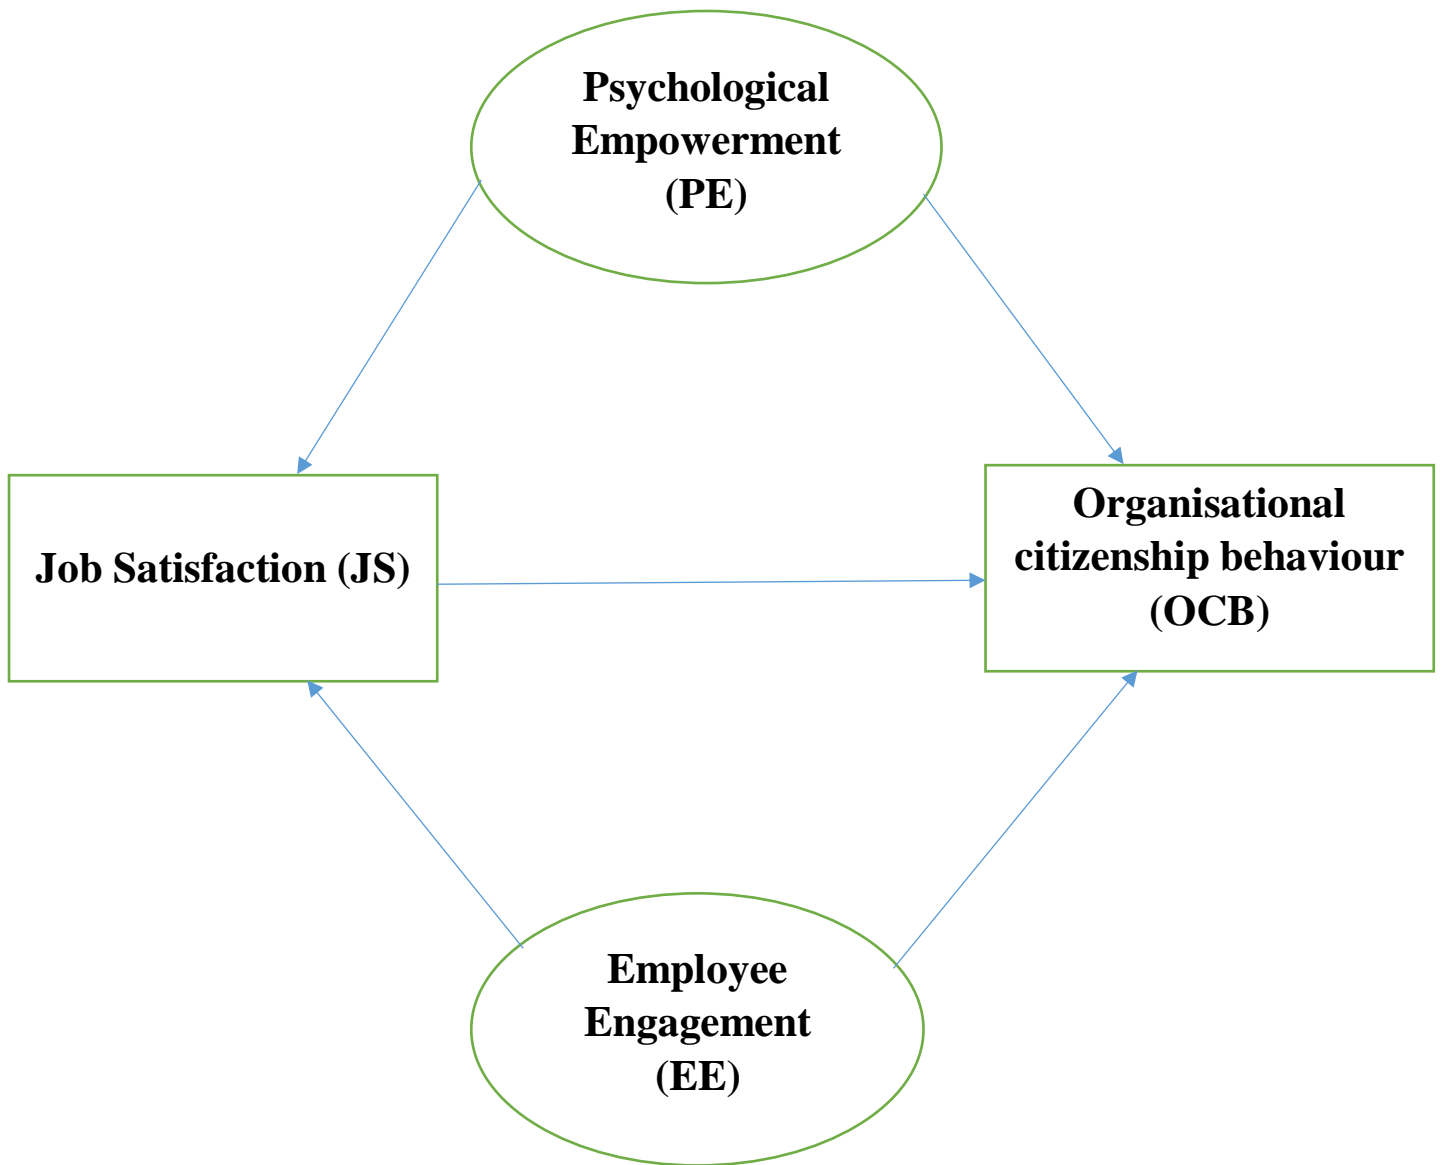 Psychological
Empowerment
(PE)
Job Satisfaction (JS)
Organisational
citizenship behaviour
(OCB)
Employee
Engagement
(EE)